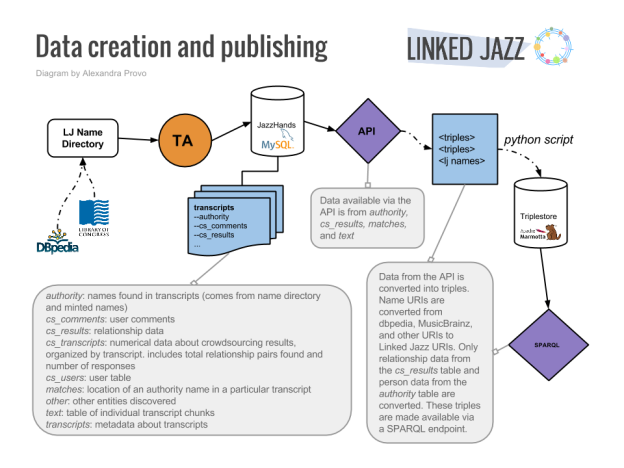 Data creation and publishing
LINKED JAZZ
Diagram by Alexandra Provo
LJ Name
Directory
TA
JazzHands
MySQL
API
<triples>
<triples>
<lj names>
python script
DBpedia
LIBRARY OF
CONGRESS
transcripts
--authority
--cs_comments
--cs_results
...
Data available via the
API is from authority,
cs_results, matches,
and text
Triplestore
Apache
Marmotta
SPARQL
authority: names found in transcripts (comes from name directory
and minted names)
cs_comments: user comments
cs_results: relationship data
cs_transcripts: numerical data about crowdsourcing results,
organized by transcript. includes total relationship pairs found and
number of responses
cs_users: user table
matches: location of an authority name in a particular transcript
other: other entities discovered
text: table of individual transcript chunks
transcripts: metadata about transcripts
Data from the API is
converted into triples.
Name URIs are
converted from
dbpedia, MusicBrainz,
and other URIs to
Linked Jazz URIs. Only
relationship data from
the cs_results table and
person data from the
authority table are
converted. These triples
are made available via
a SPARQL endpoint.